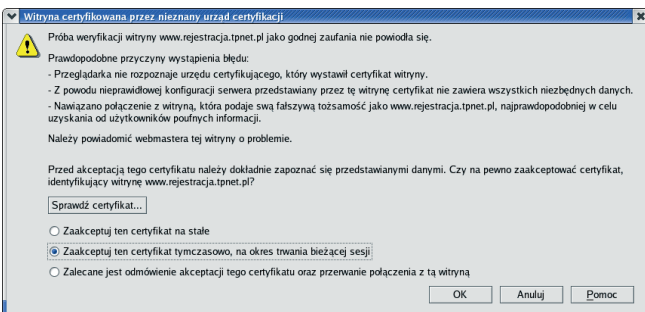 Witryna certyfikowana przez nieznany urząd certyfikacji
Próba weryfikacji witryny www.rejestracja.tpnet.pl jako godnej zaufania nie powiodła się.
Prawdopodobne przyczyny wystąpienia błędu:
- Przeglądarka nie rozpoznaje urzędu certyfikującego, który wystawił certyfikat witryny.
- Z powodu nieprawidłowej konfiguracji serwera przedstawiany przez tę witrynę certyfikat nie zawiera wszystkich niezbędnych danych.
- Nawiązano połączenie z witryną, która podaje swą fałszywą tożsamość jako www.rejestracja.tpnet.pl, najprawdopodobniej w celu
uzyskania od użytkowników poufnych informacji.
Należy powiadomić webmastera tej witryny o problemie.
Przed akceptacją tego certyfikatu należy dokładnie zapoznać się przedstawianymi danymi. Czy na pewno zaakceptować certyfikat,
identyfikujący witrynę www.rejestracja.tpnet.pl?
Sprawdź certyfikat...
Zaakceptuj ten certyfikat na stałe
Zaakceptuj ten certyfikat tymczasowo, na okres trwania bieżącej sesji
Zalecane jest odmówienie akceptacji tego certyfikatu oraz przerwanie połączenia z tą witryną
OK Anuluj Pomoc